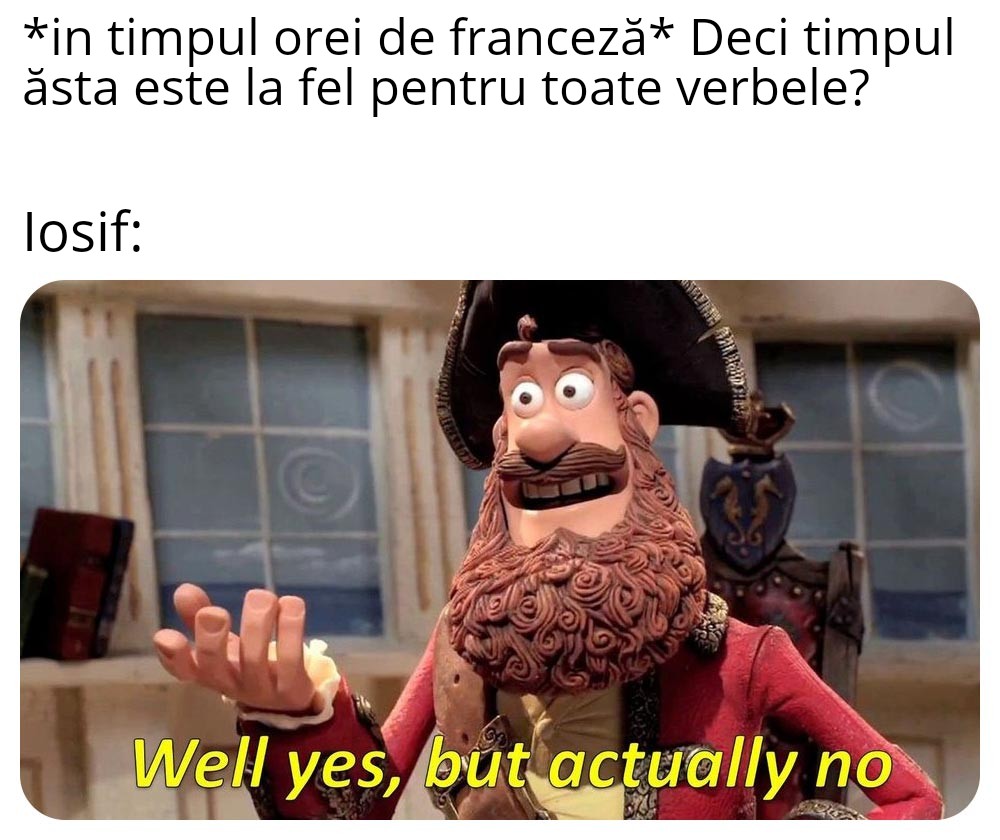 *in timpul orei de franceză* Deci timpul
ăsta este la fel pentru toate verbele?
Iosif:
Well yes, but actually no